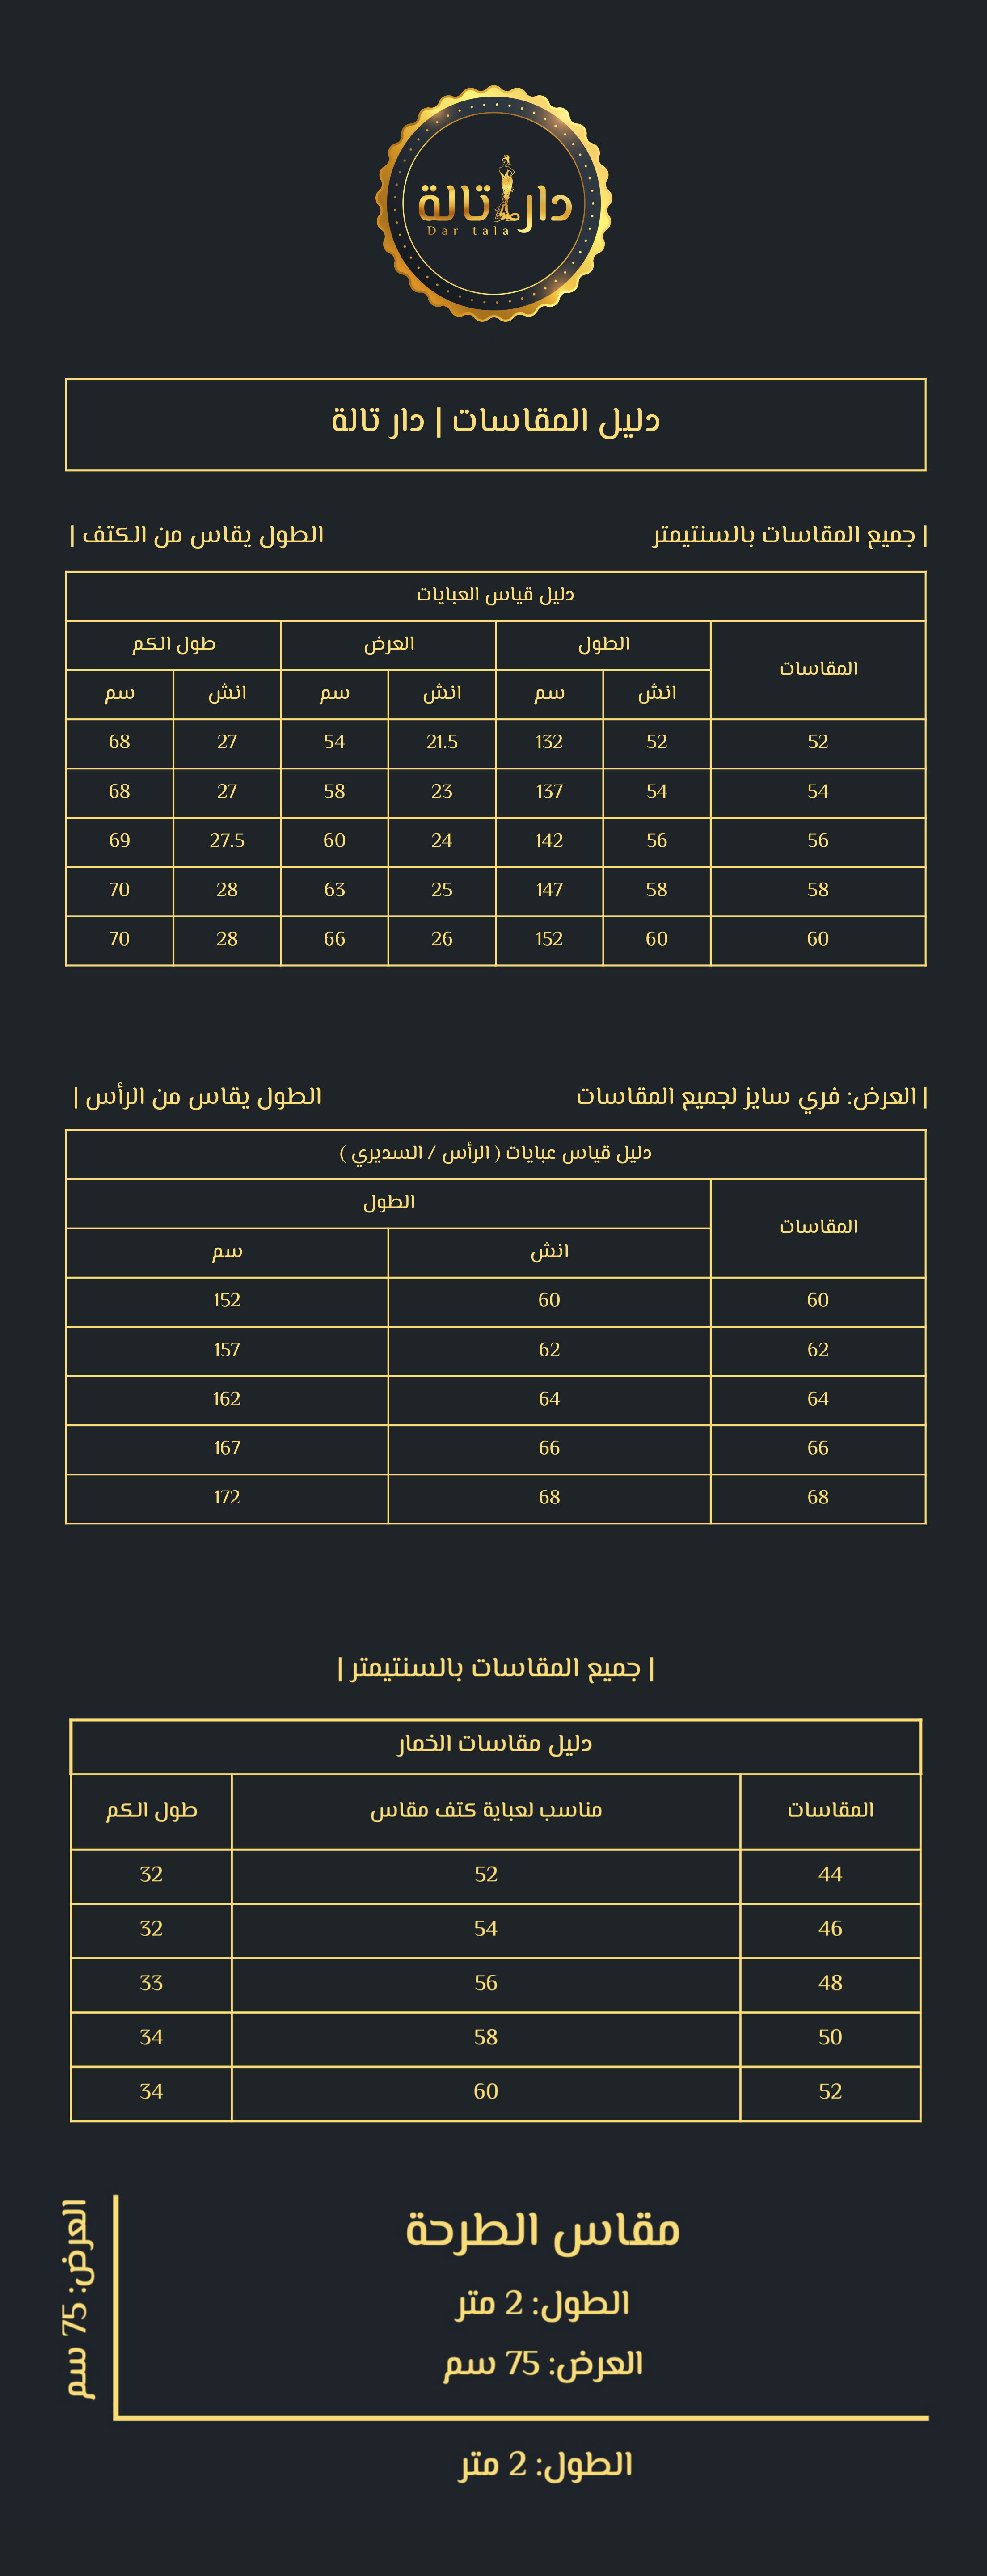 دار تالة
Dar tala
دليل المقاسات | دار تالة
| جميع المقاسات بالسنتيمتر
الطول يقاس من الكتف |
دليل قياس العبايات
المقاسات الطول العرض طول الكم
انش سم انش سم انش سم
52 52 132 21.5 54 27 68
54 54 137 23 58 27 68
56 56 142 24 60 27.5 69
58 58 147 25 63 28 70
60 60 152 26 66 28 70
| العرض: فري سايز لجميع المقاسات
الطول يقاس من الرأس |
دليل قياس عبايات ( الرأس / السديري )
المقاسات الطول
انش سم
60 60 152
62 62 157
64 64 162
66 66 167
68 68 172
| جميع المقاسات بالسنتيمتر |
دليل مقاسات الخمار
المقاسات مناسب لعباية كتف مقاس طول الكم
44 52 32
46 54 32
48 56 33
50 58 34
52 60 34
مقاس الطرحة
الطول: 2 متر
العرض: 75 سم
العرض: 75 سم
الطول: 2 متر